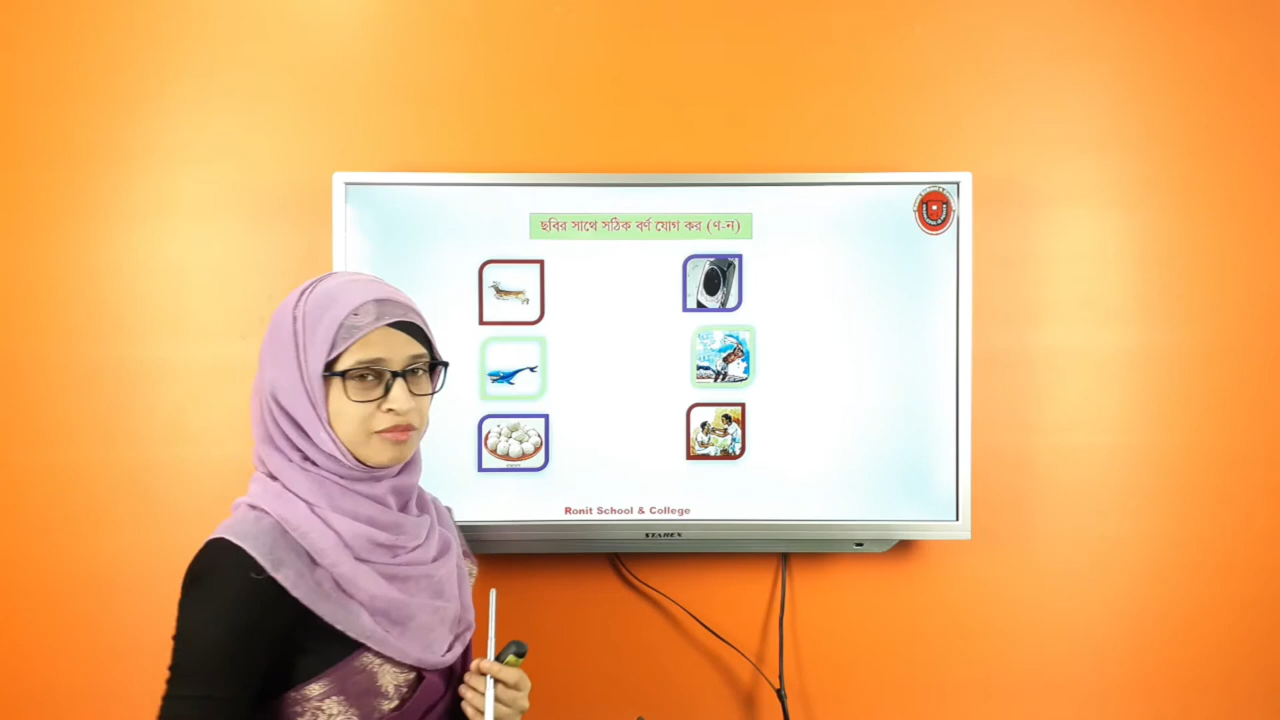 ছবির সাথে সঠিক বর্ণ যোগ কর (ণ-ন)
Ronit School & College
STAREX